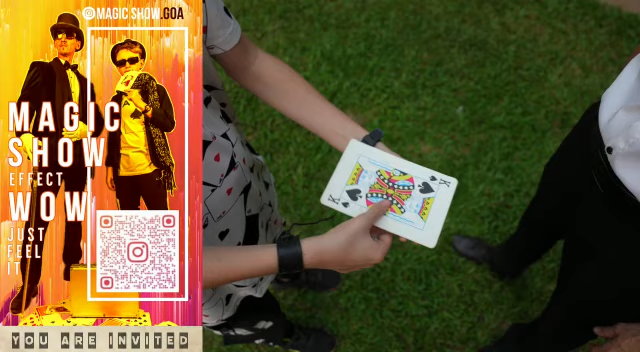 MAGIC SHOW.GOA
MAGIC
SHOW
EFFECT
WOW
JUST
FEEL
IT
YOU ARE INVITED
K
K